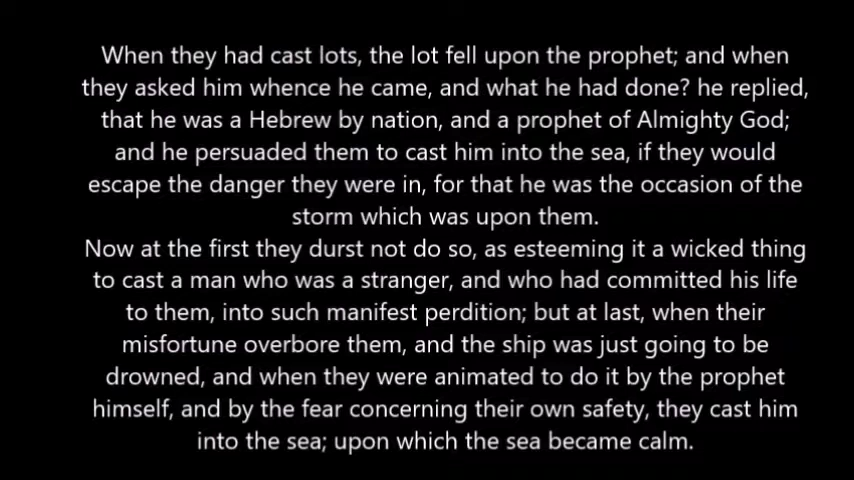 When they had cast lots, the lot fell upon the prophet; and when
they asked him whence he came, and what he had done? he replied,
that he was a Hebrew by nation, and a prophet of Almighty God;
and he persuaded them to cast him into the sea, if they would
escape the danger they were in, for that he was the occasion of the
storm which was upon them.
Now at the first they durst not do so, as esteeming it a wicked thing
to cast a man who was a stranger, and who had committed his life
to them, into such manifest perdition; but at last, when their
misfortune overbore them, and the ship was just going to be
drowned, and when they were animated to do it by the prophet
himself, and by the fear concerning their own safety, they cast him
into the sea; upon which the sea became calm.